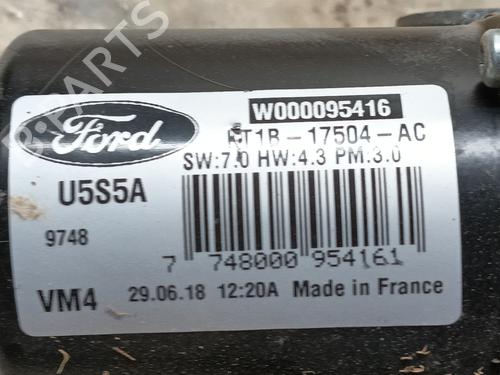 W000095416
Ford
T1B-17504-AC
SW:7.0 HW:4.3 PM:3.0
U5S5A
9748
7 748000 954161
VM4 29.06.18 12:20A Made in France
B-PARTS